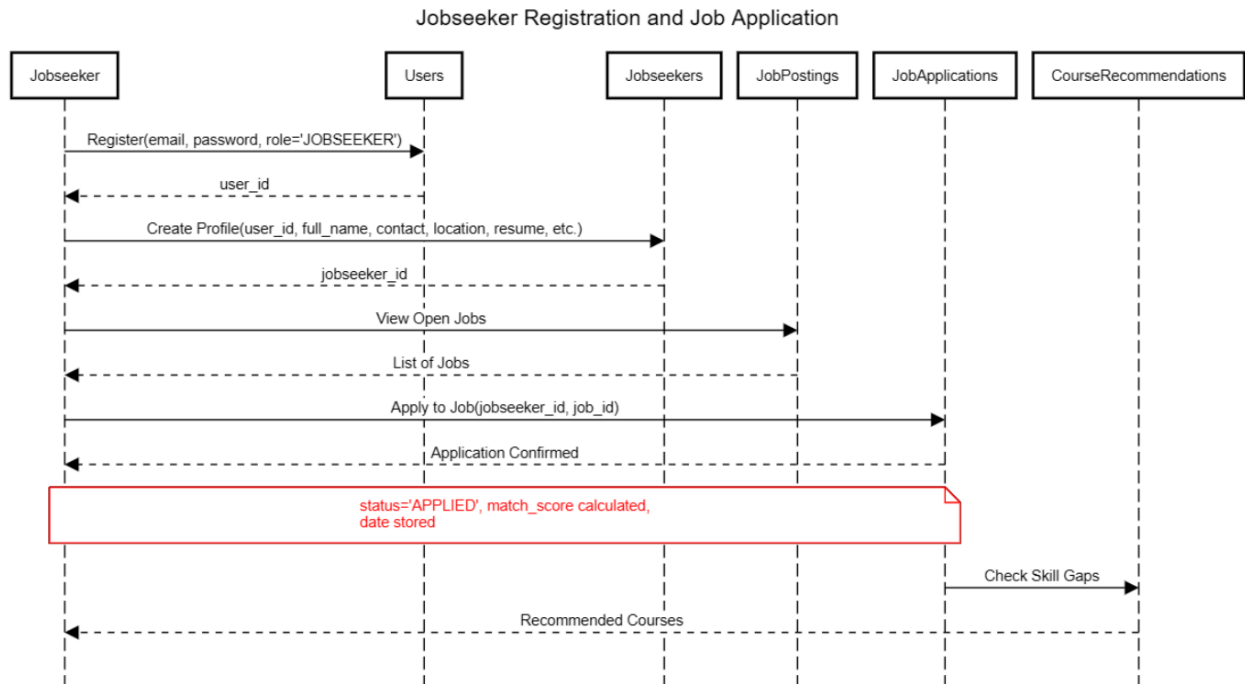 Jobseeker Registration and Job Application
Jobseeker
Users
Jobseekers
JobPostings
JobApplications
CourseRecommendations
Register(email, password, role='JOBSEEKER')
user_id
Create Profile(user_id, full_name, contact, location, resume, etc.)
jobseeker_id
View Open Jobs
List of Jobs
Apply to Job(jobseeker_id, job_id)
Application Confirmed
status='APPLIED', match_score calculated,
date stored
Check Skill Gaps
Recommended Courses